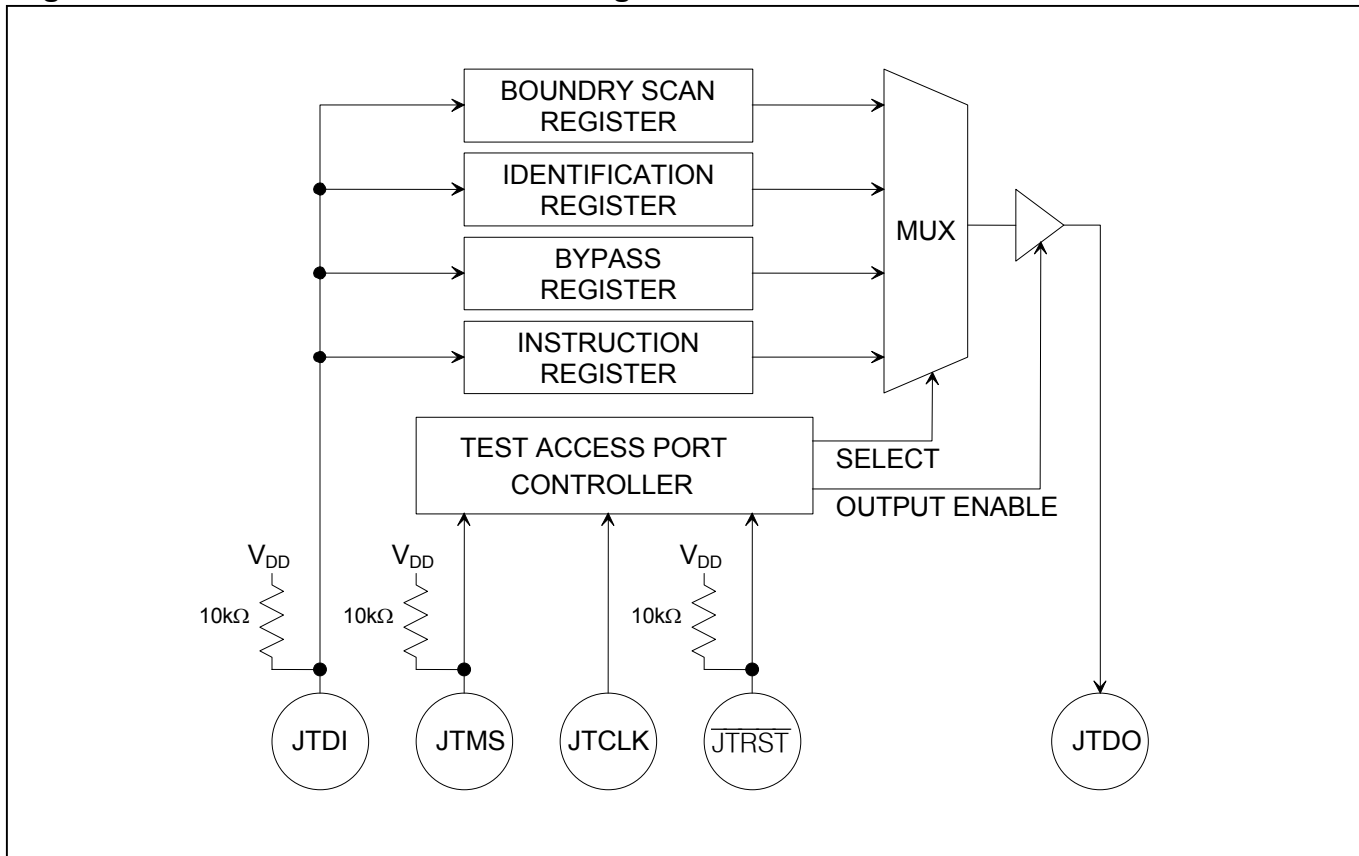 BOUNDRY SCAN
REGISTER
IDENTIFICATION
REGISTER
BYPASS
REGISTER
INSTRUCTION
REGISTER
MUX
TEST ACCESS PORT
CONTROLLER
SELECT
OUTPUT ENABLE
VDD
10kΩ
VDD
10kΩ
VDD
10kΩ
JTDI
JTMS
JTCLK
JTRST
JTDO